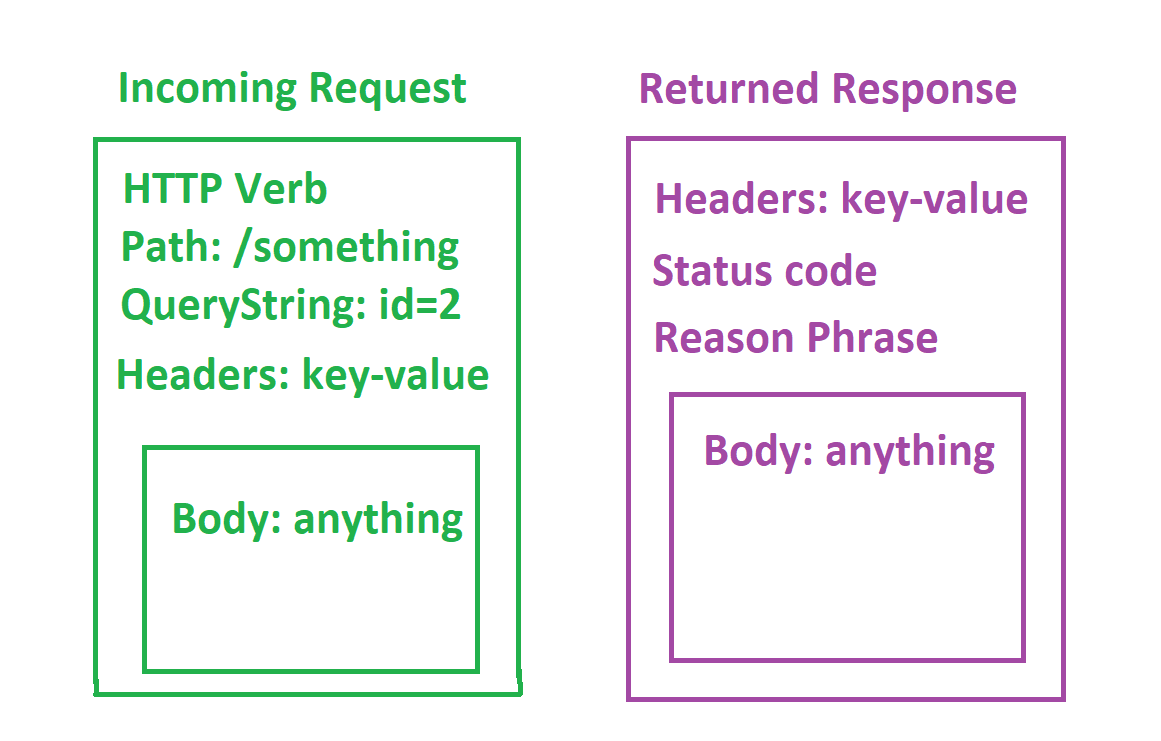 Incoming Request
HTTP Verb
Path: /something
QueryString: id=2
Headers: key-value
Body: anything
Returned Response
Headers: key-value
Status code
Reason Phrase
Body: anything